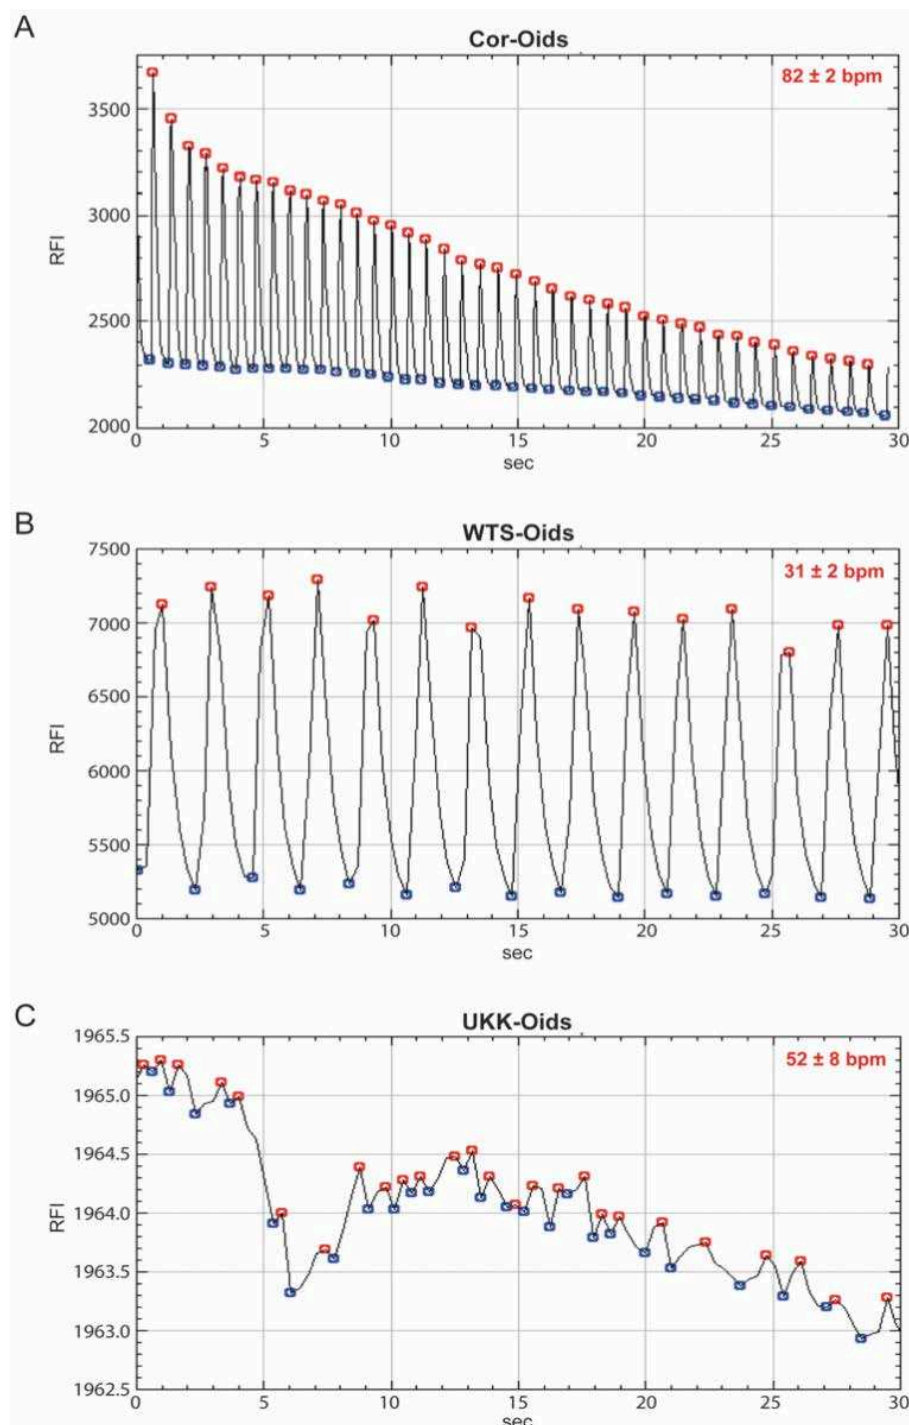 A
Cor-Oids
82 ± 2 bpm
3500
3000
2500
2000
RFI
0 5 10 15 20 25 30
sec
B
WTS-Oids
31 ± 2 bpm
7500
7000
6500
6000
5500
5000
RFI
0 5 10 15 20 25 30
sec
C
UKK-Oids
52 ± 8 bpm
1965.5
1965.0
1964.5
1964.0
1963.5
1963.0
1962.5
RFI
0 5 10 15 20 25 30
sec